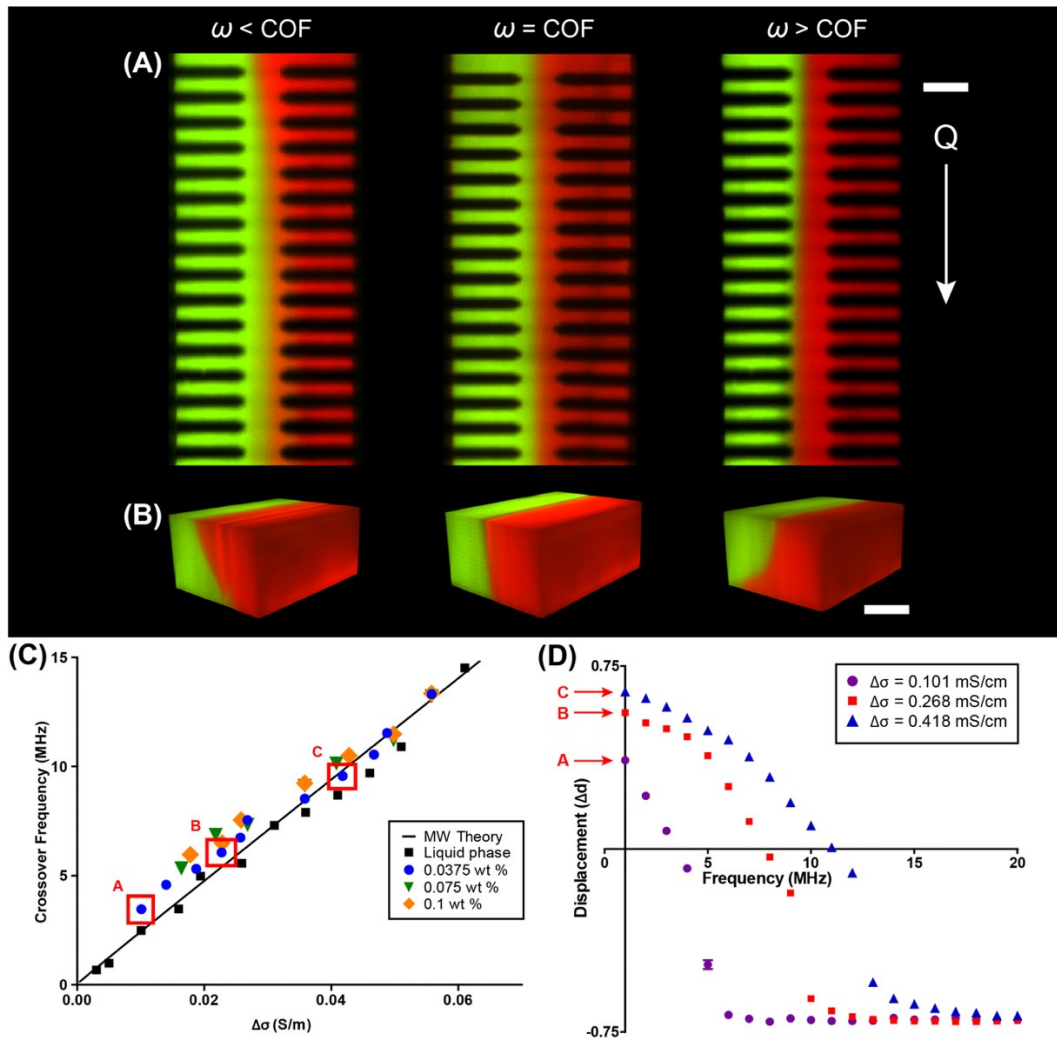 ω < COF
ω = COF
ω > COF
(A)
Q
(B)
(C)
15
10
5
0
0.00
0.02
0.04
0.06
Crossover Frequency (MHz)
Δσ (S/m)
A
B
C
MW Theory
Liquid phase
0.0375 wt %
0.075 wt %
0.1 wt %
(D)
0.75
-0.75
Displacement (Δd)
C
B
A
0
5
10
15
20
Frequency (MHz)
Δσ = 0.101 mS/cm
Δσ = 0.268 mS/cm
Δσ = 0.418 mS/cm